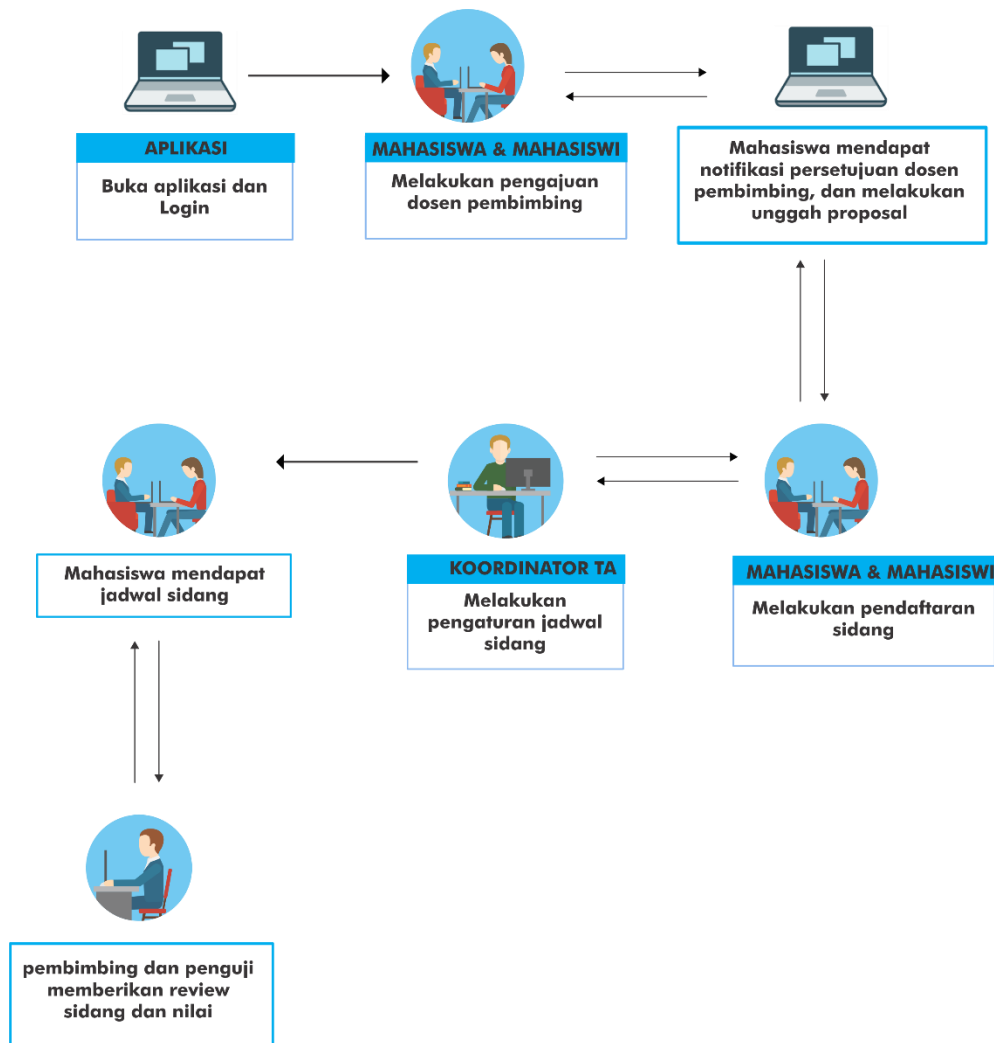 APLIKASI
Buka aplikasi dan
Login
MAHASISWA & MAHASISWI
Melakukan pengajuan
dosen pembimbing
Mahasiswa mendapat
notifikasi persetujuan dosen
pembimbing, dan melakukan
unggah proposal
Mahasiswa mendapat
jadwal sidang
KOORDINATOR TA
Melakukan
pengaturan jadwal
sidang
MAHASISWA & MAHASISWI
Melakukan pendaftaran
sidang
pembimbing dan penguji
memberikan review
sidang dan nilai